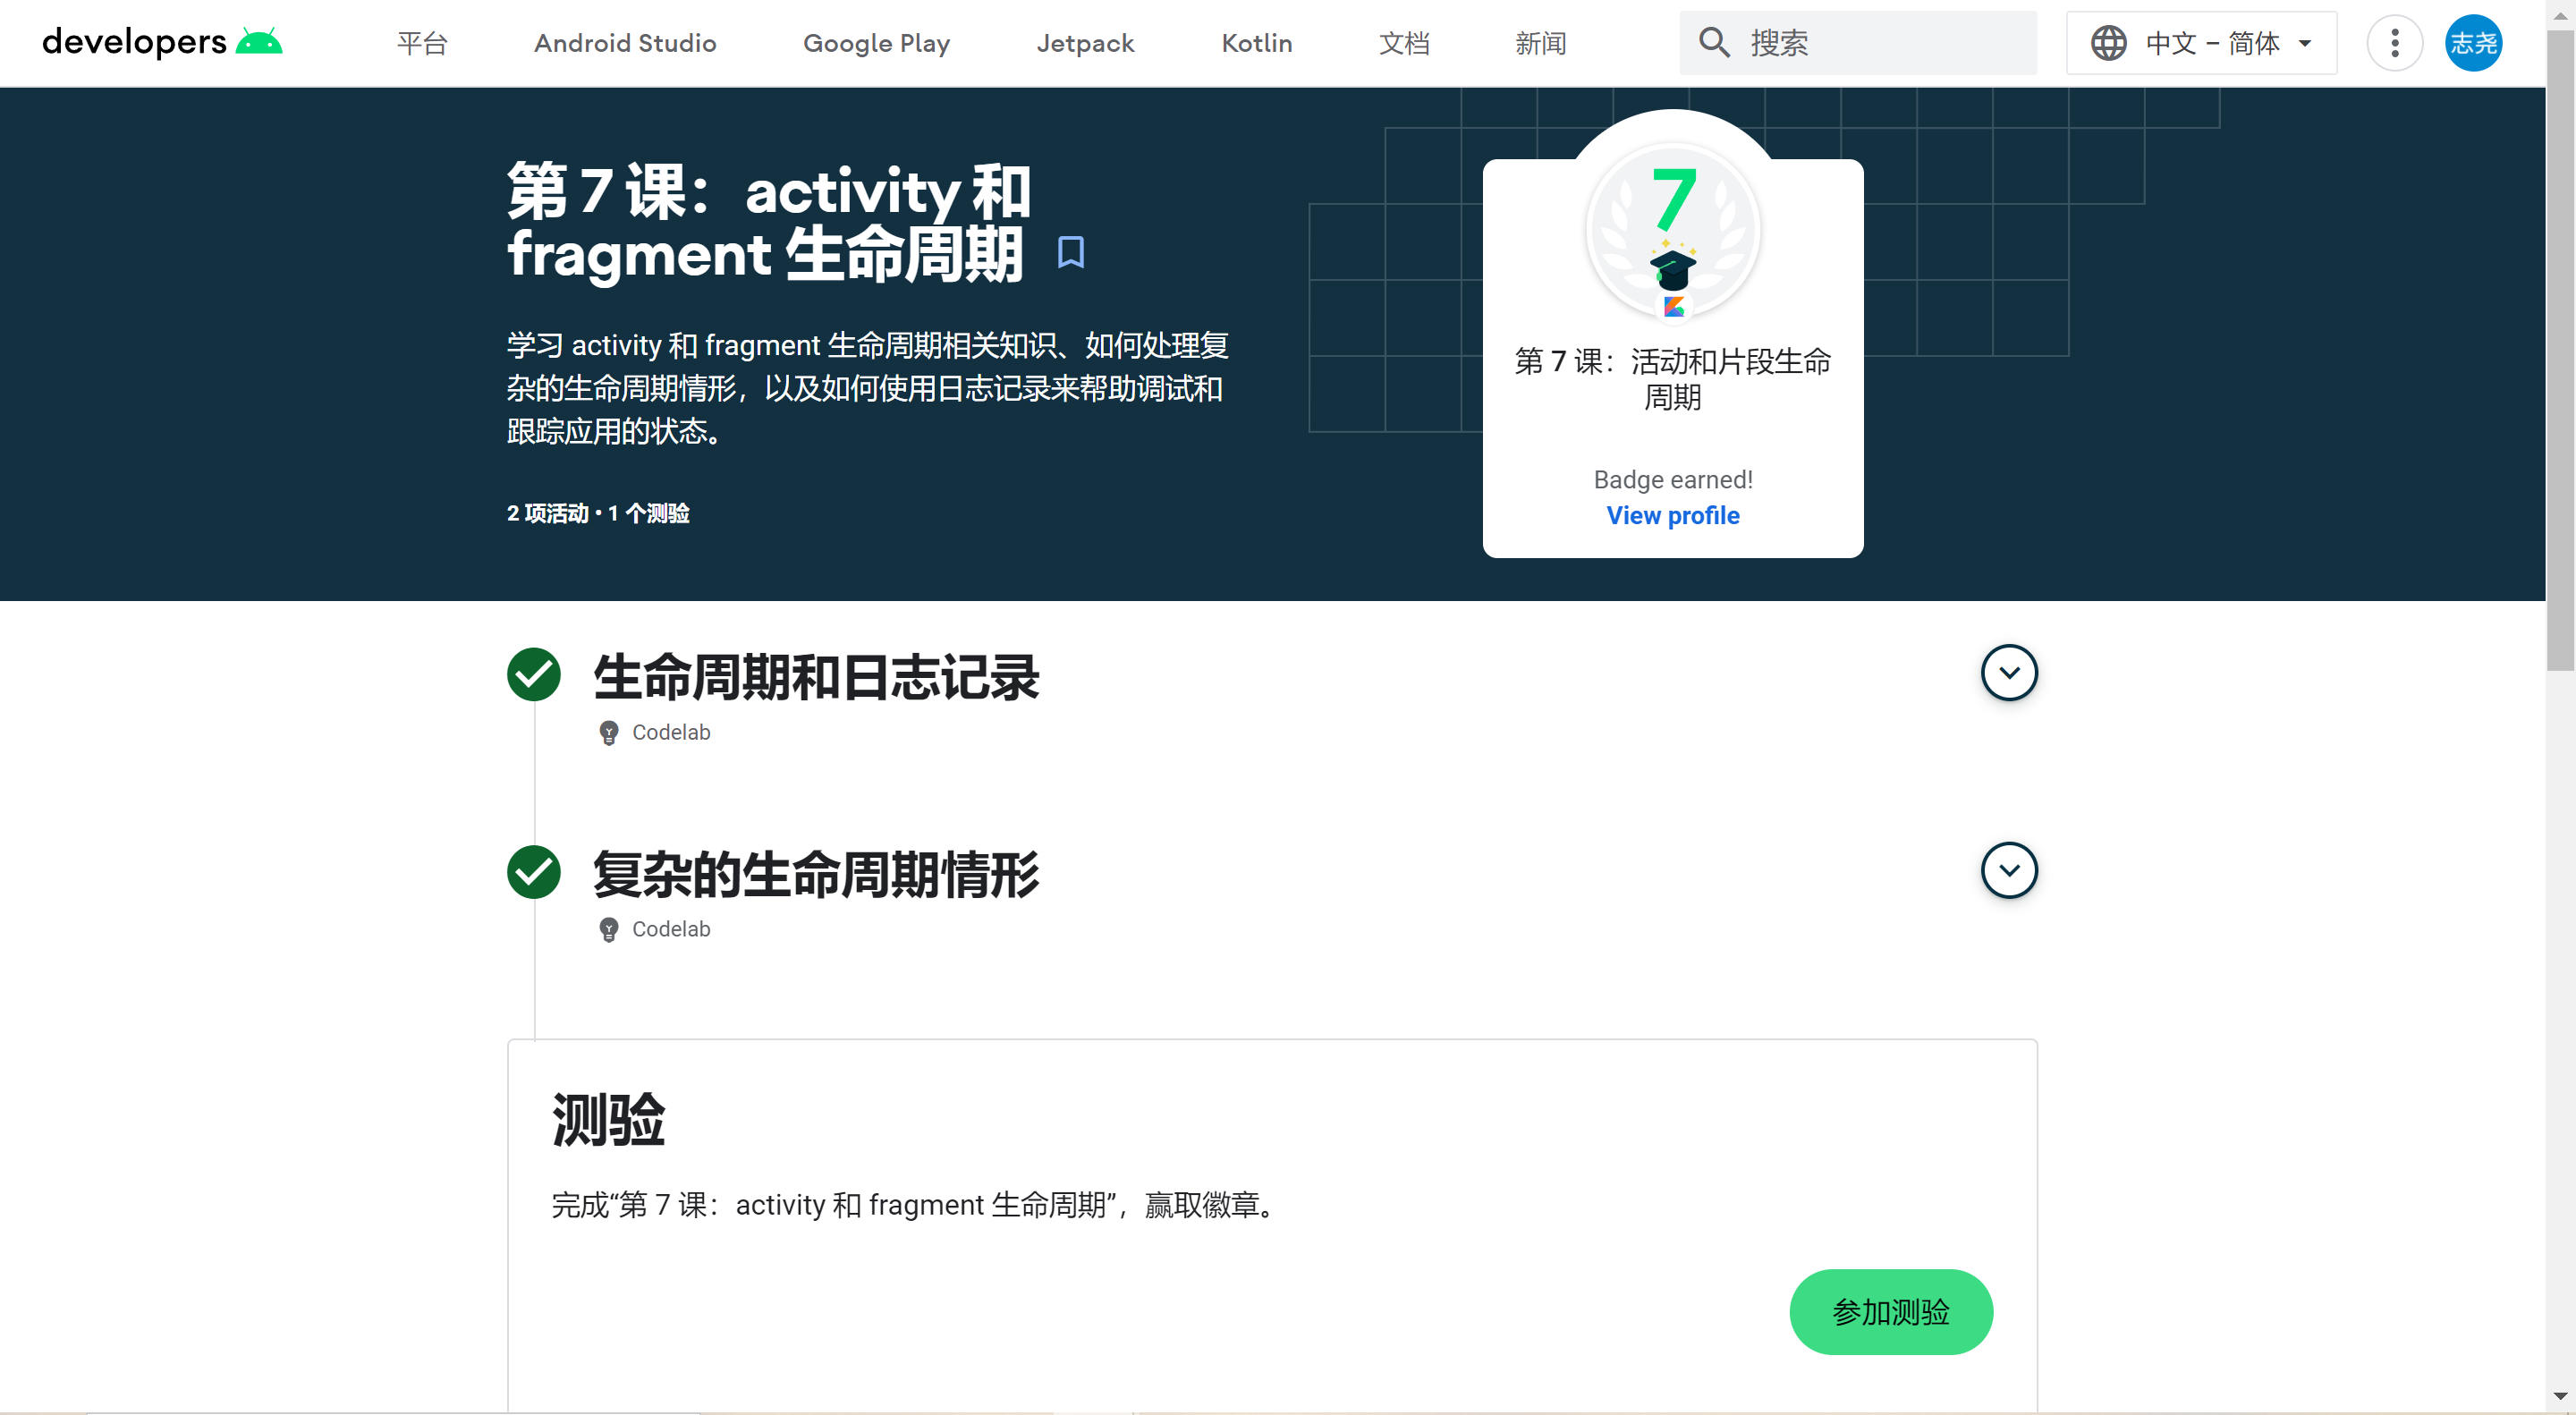 developers
平台
Android Studio
Google Play
Jetpack
Kotlin
文档
新闻
搜索
中文 – 简体
志尧
第 7 课：activity 和
fragment 生命周期
学习 activity 和 fragment 生命周期相关知识、如何处理复
杂的生命周期情形，以及如何使用日志记录来帮助调试和
跟踪应用的状态。
2 项活动 • 1 个测验
7
第 7 课：活动和片段生命
周期
Badge earned!
View profile
生命周期和日志记录
Codelab
复杂的生命周期情形
Codelab
测验
完成“第 7 课：activity 和 fragment 生命周期”，赢取徽章。
参加测验